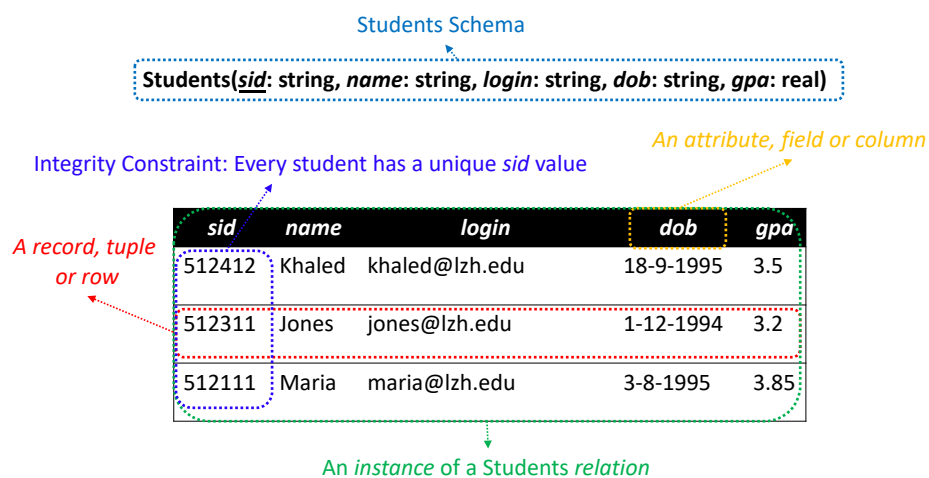 Students Schema
Students(sid: string, name: string, login: string, dob: string, gpa: real)
An attribute, field or column
Integrity Constraint: Every student has a unique sid value
A record, tuple
or row
sid name login dob gpa
512412 Khaled khaled@lzh.edu 18-9-1995 3.5
512311 Jones jones@lzh.edu 1-12-1994 3.2
512111 Maria maria@lzh.edu 3-8-1995 3.85
An instance of a Students relation